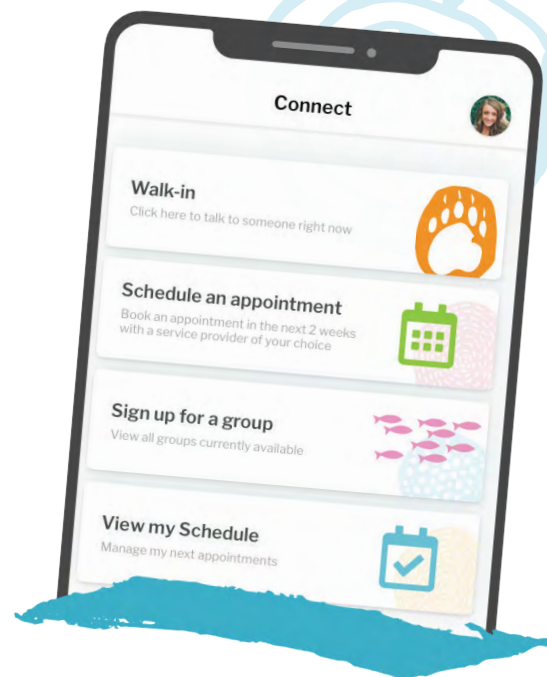 Connect
Walk-in
Click here to talk to someone right now
Schedule an appointment
Book an appointment in the next 2 weeks
with a service provider of your choice
Sign up for a group
View all groups currently available
View my Schedule
Manage my next appointments